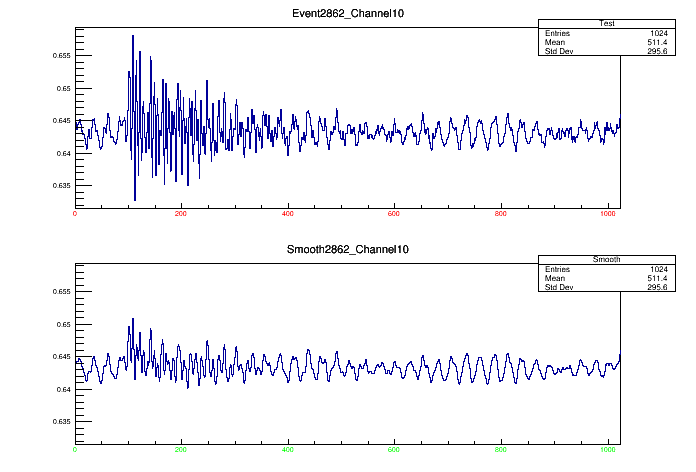 Event2862_Channel10
Test
Entries 1024
Mean 511.4
Std Dev 295.6
0.655
0.65
0.645
0.64
0.635
0 200 400 600 800 1000
Smooth2862_Channel10
Smooth
Entries 1024
Mean 511.4
Std Dev 295.6
0.655
0.65
0.645
0.64
0.635
0 200 400 600 800 1000